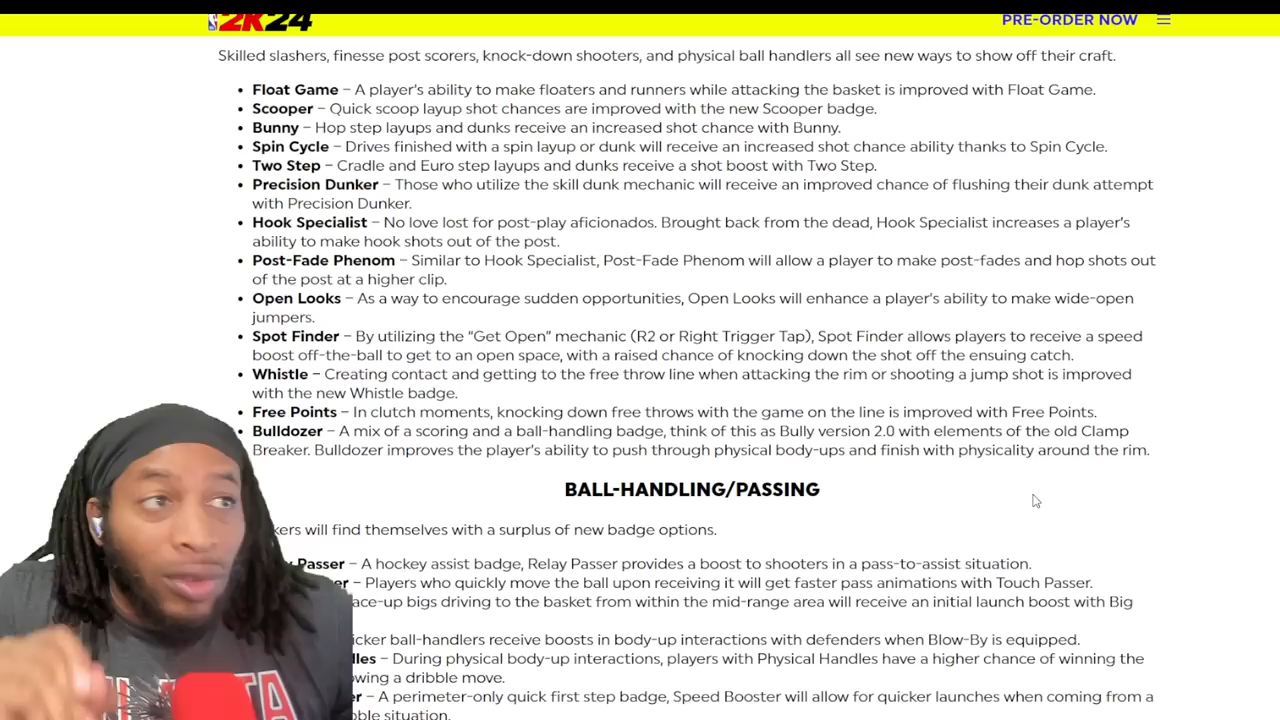 2K24
PRE-ORDER NOW
Skilled slashers, finesse post scorers, knock-down shooters, and physical ball handlers all see new ways to show off their craft.
• Float Game – A player's ability to make floaters and runners while attacking the basket is improved with Float Game.
• Scooper – Quick scoop layup shot chances are improved with the new Scooper badge.
• Bunny – Hop step layups and dunks receive an increased shot chance with Bunny.
• Spin Cycle – Drives finished with a spin layup or dunk will receive an increased shot chance ability thanks to Spin Cycle.
• Two Step – Cradle and Euro step layups and dunks receive a shot boost with Two Step.
• Precision Dunker – Those who utilize the skill dunk mechanic will receive an improved chance of flushing their dunk attempt
with Precision Dunker.
• Hook Specialist – No love lost for post-play aficionados. Brought back from the dead, Hook Specialist increases a player's
ability to make hook shots out of the post.
• Post-Fade Phenom – Similar to Hook Specialist, Post-Fade Phenom will allow a player to make post-fades and hop shots out
of the post at a higher clip.
• Open Looks – As a way to encourage sudden opportunities, Open Looks will enhance a player's ability to make wide-open
jumpers.
• Spot Finder – By utilizing the "Get Open" mechanic (R2 or Right Trigger Tap), Spot Finder allows players to receive a speed
boost off-the-ball to get to an open space, with a raised chance of knocking down the shot off the ensuing catch.
• Whistle – Creating contact and getting to the free throw line when attacking the rim or shooting a jump shot is improved
with the new Whistle badge.
• Free Points – In clutch moments, knocking down free throws with the game on the line is improved with Free Points.
• Bulldozer – A mix of a scoring and a ball-handling badge, think of this as Bully version 2.0 with elements of the old Clamp
Breaker. Bulldozer improves the player's ability to push through physical body-ups and finish with physicality around the rim.
BALL-HANDLING/PASSING
kers will find themselves with a surplus of new badge options.
Passer – A hockey assist badge, Relay Passer provides a boost to shooters in a pass-to-assist situation.
er – Players who quickly move the ball upon receiving it will get faster pass animations with Touch Passer.
ace-up bigs driving to the basket from within the mid-range area will receive an initial launch boost with Big
icker ball-handlers receive boosts in body-up interactions with defenders when Blow-By is equipped.
dles – During physical body-up interactions, players with Physical Handles have a higher chance of winning the
owing a dribble move.
er – A perimeter-only quick first step badge, Speed Booster will allow for quicker launches when coming from a
bble situation.